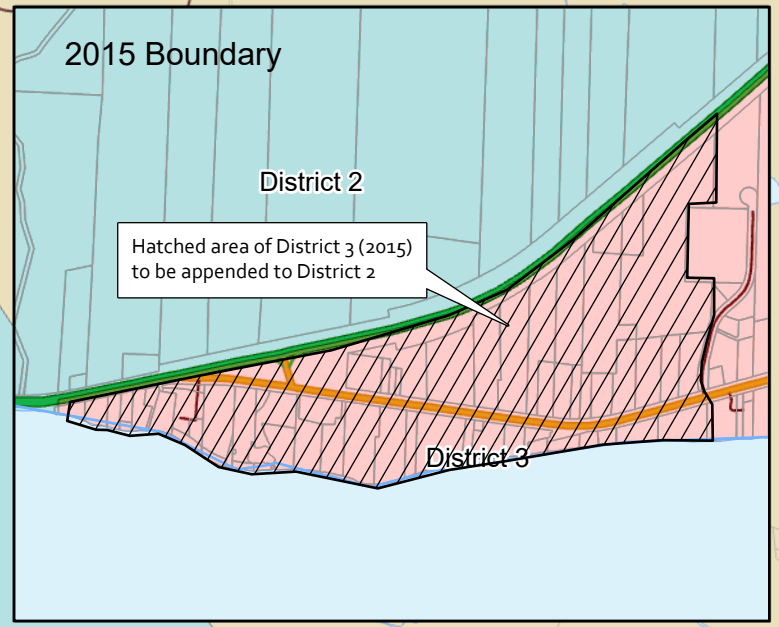 2015 Boundary
District 2
Hatched area of District 3 (2015)
to be appended to District 2
District 3